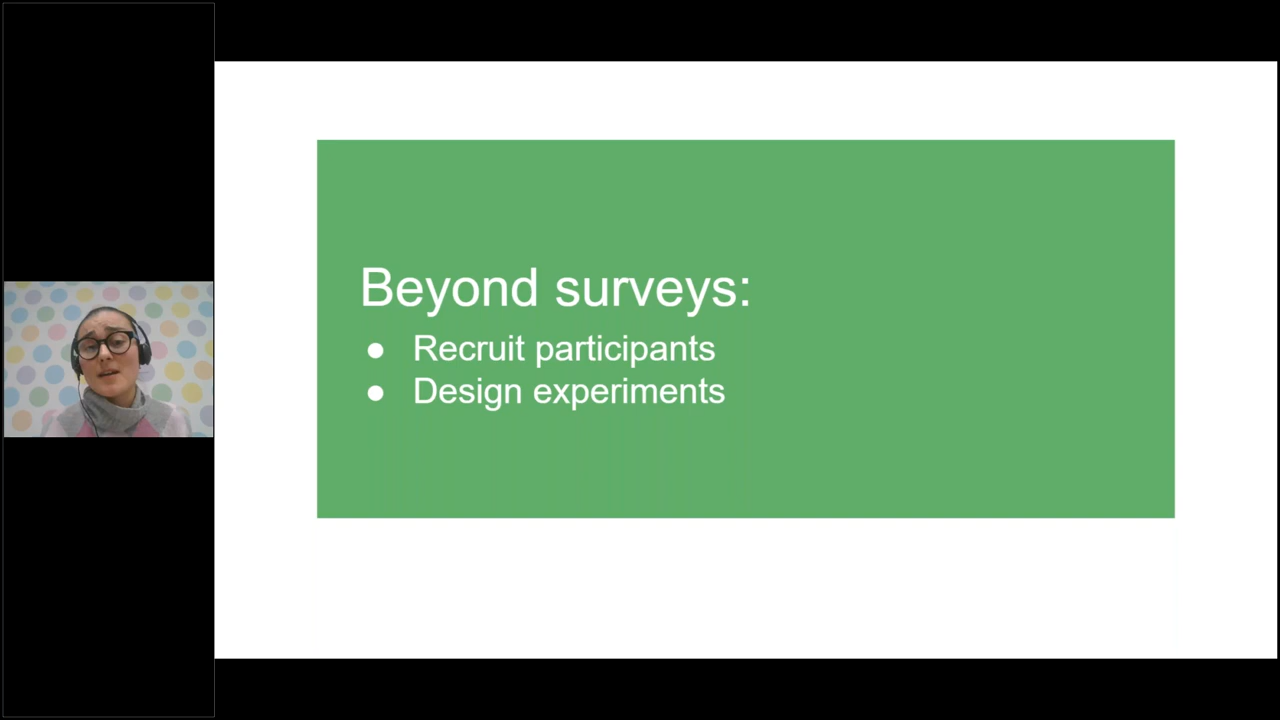 Beyond surveys:
● Recruit participants
● Design experiments